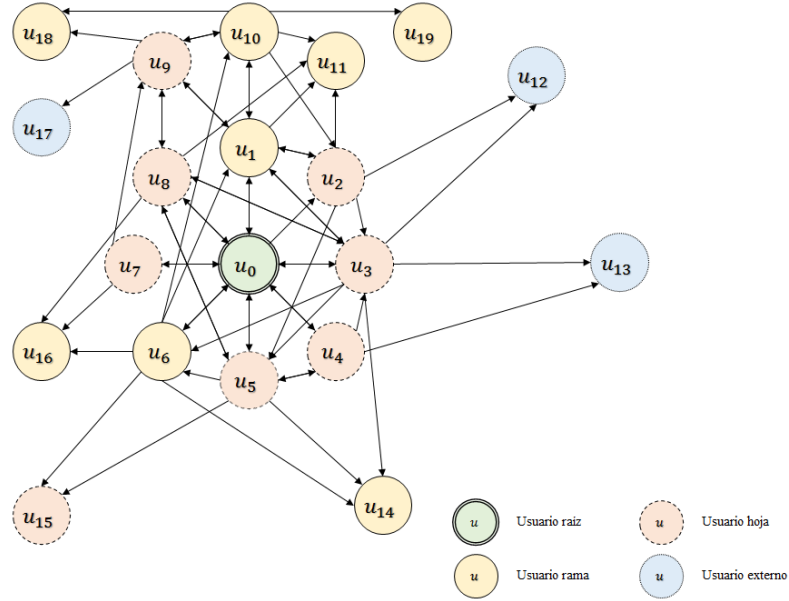 u18 u10 u19
u9 u11
u12
u17 u1
u8 u2
u7 u0 u3 u13
u16 u6 u4
u5
u15 u14
u Usuario raiz u Usuario hoja
u Usuario rama u Usuario externo